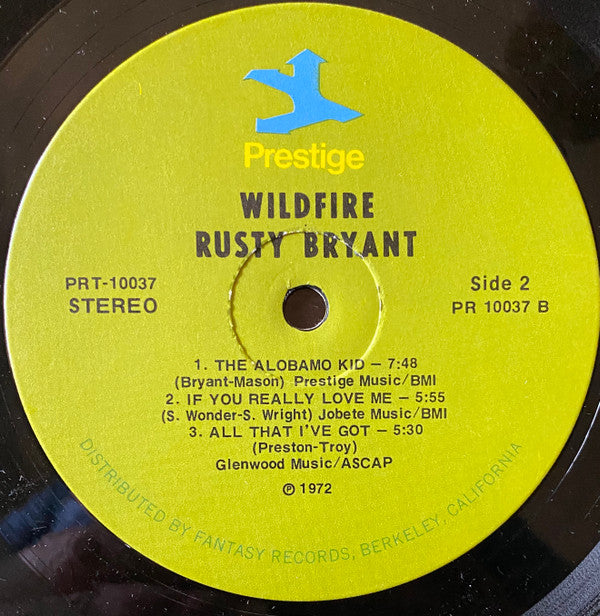 Prestige
WILDFIRE
RUSTY BRYANT
PRT-10037
STEREO
Side 2
PR 10037 B
1. THE ALOBAMO KID – 7:48
(Bryant-Mason) Prestige Music/BMI
2. IF YOU REALLY LOVE ME – 5:55
(S. Wonder-S. Wright) Jobete Music/BMI
3. ALL THAT I'VE GOT – 5:30
(Preston-Troy)
Glenwood Music/ASCAP
℗ 1972
DISTRIBUTED BY FANTASY RECORDS, BERKELEY, CALIFORNIA